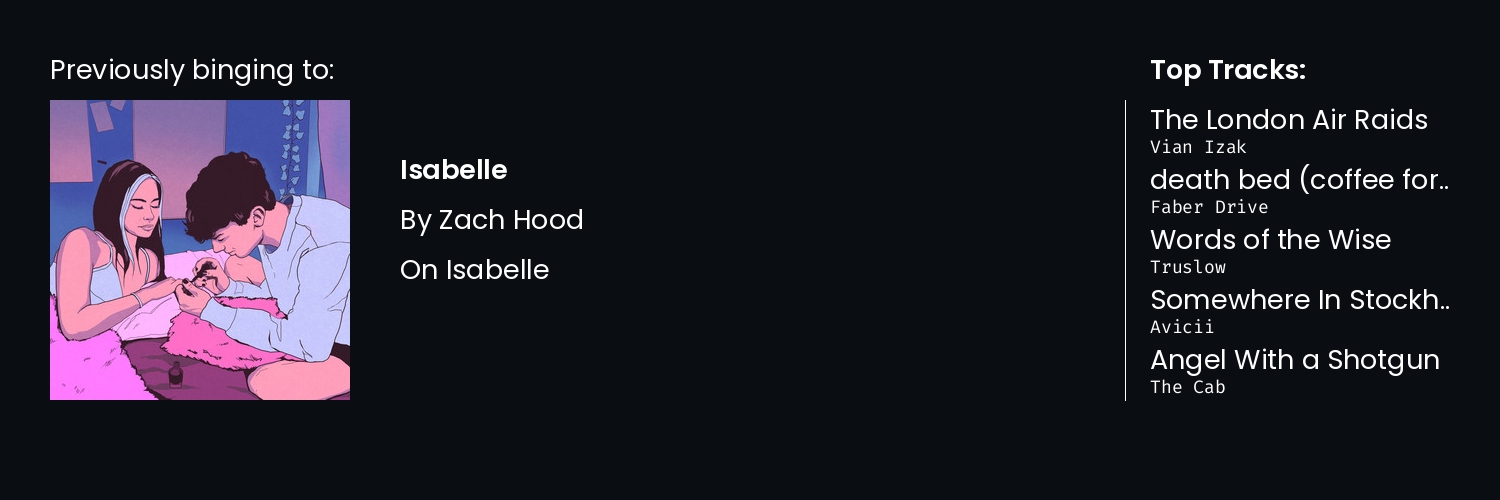 Previously binging to:
Isabelle
By Zach Hood
On Isabelle
Top Tracks:
The London Air Raids
Vian Izak
death bed (coffee for..
Faber Drive
Words of the Wise
Truslow
Somewhere In Stockh..
Avicii
Angel With a Shotgun
The Cab